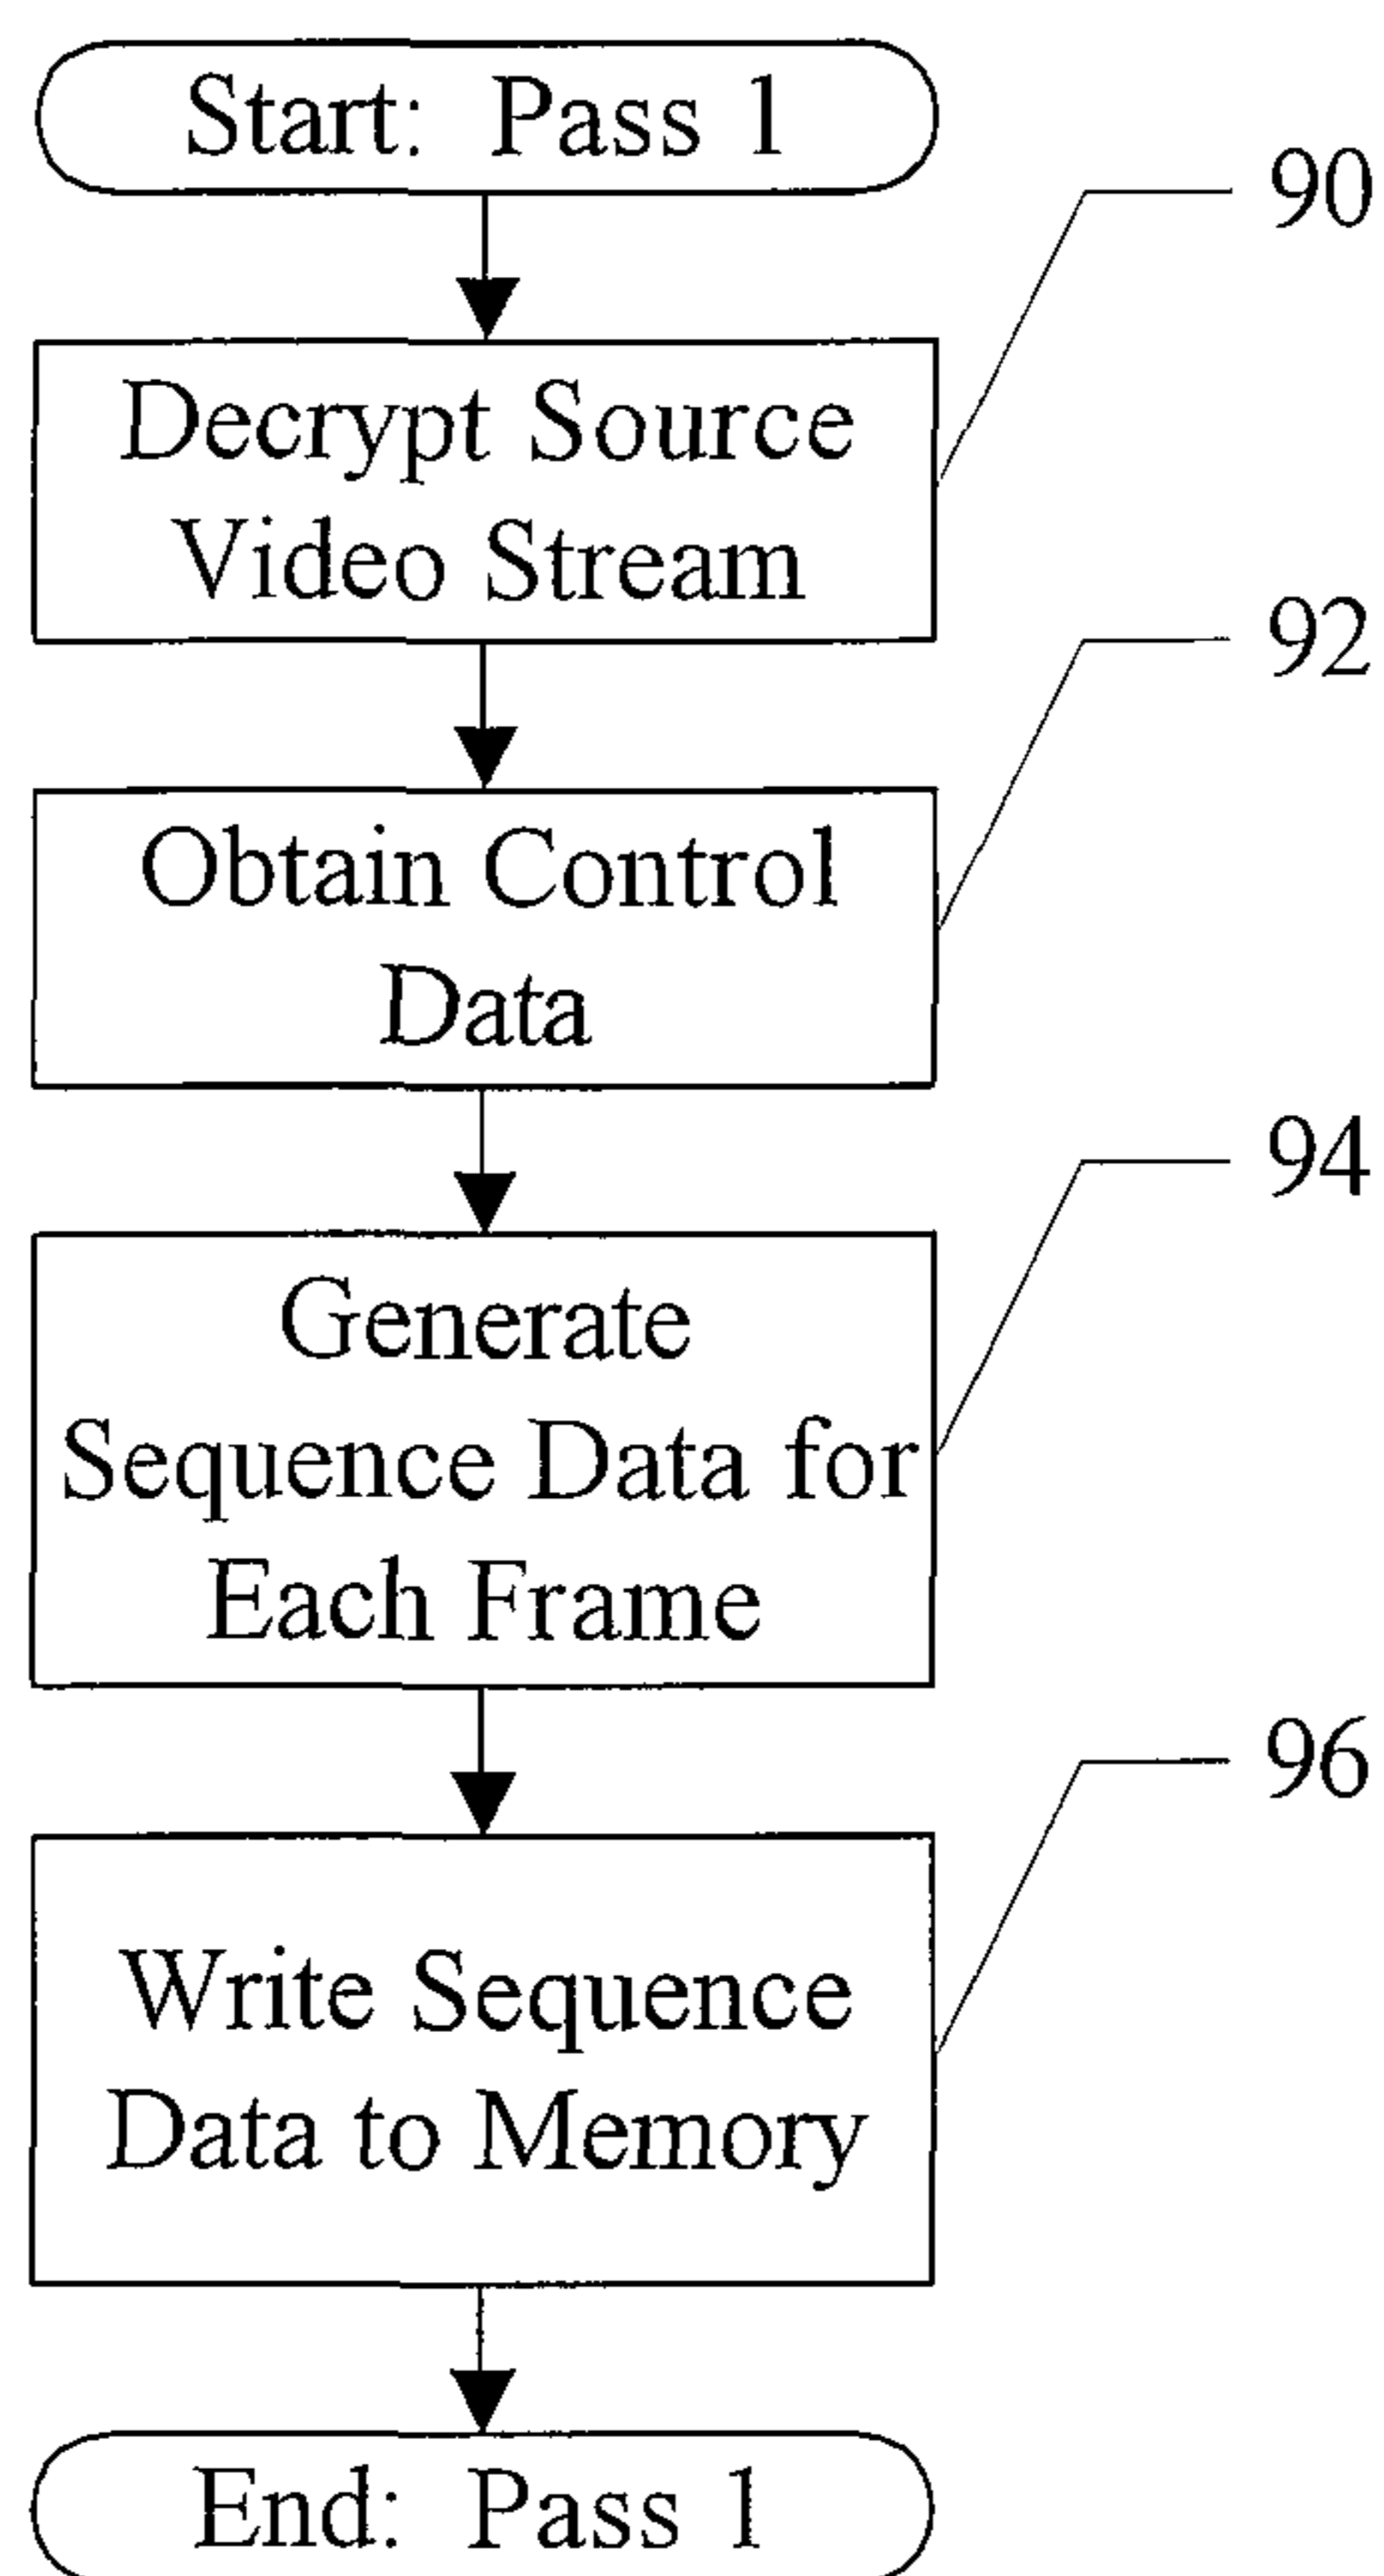 Start: Pass 1
90
Decrypt Source
Video Stream
92
Obtain Control
Data
94
Generate
Sequence Data for
Each Frame
96
Write Sequence
Data to Memory
End: Pass 1